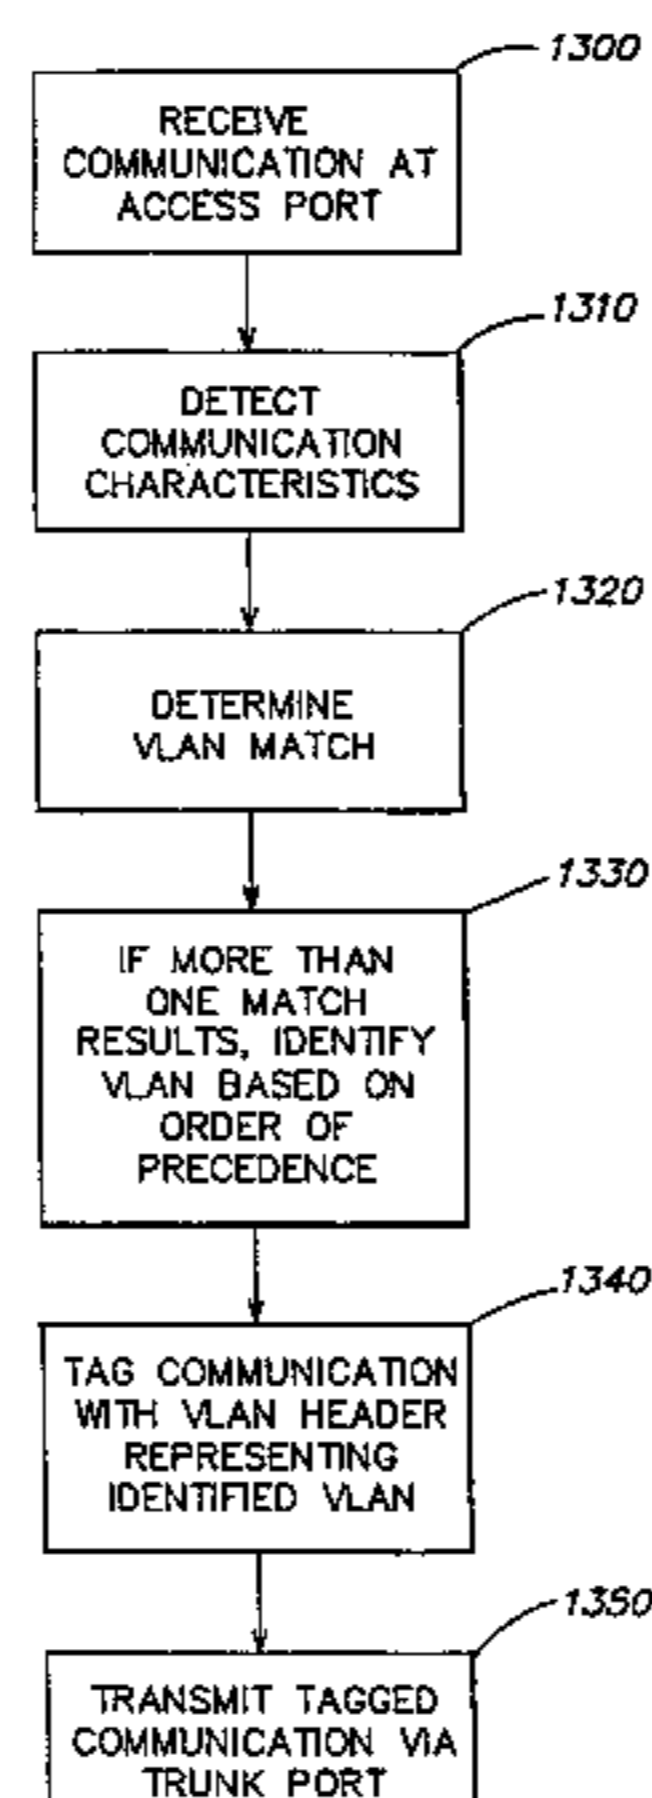 1300
RECEIVE
COMMUNICATION AT
ACCESS PORT
1310
DETECT
COMMUNICATION
CHARACTERISTICS
1320
DETERMINE
VLAN MATCH
1330
IF MORE THAN
ONE MATCH
RESULTS, IDENTIFY
VLAN BASED ON
ORDER OF
PRECEDENCE
1340
TAG COMMUNICATION
WITH VLAN HEADER
REPRESENTING
IDENTIFIED VLAN
1350
TRANSMIT TAGGED
COMMUNICATION VIA
TRUNK PORT